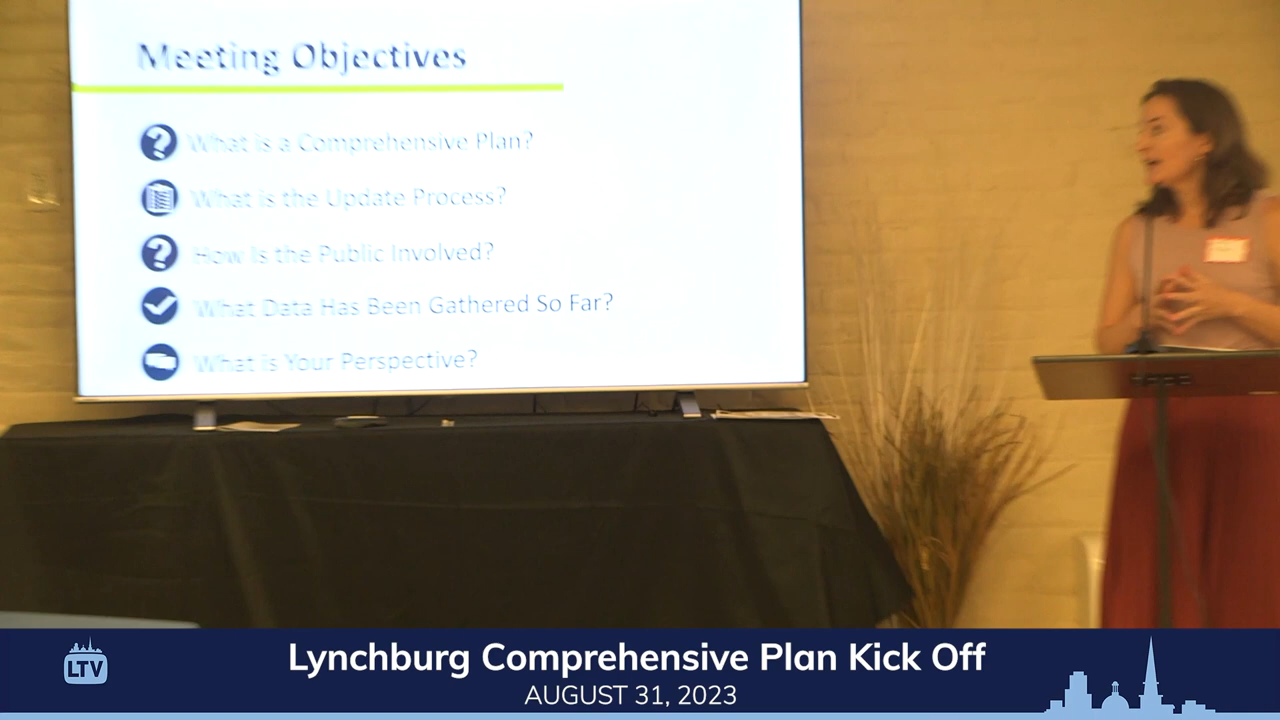 Meeting Objectives
What is a Comprehensive Plan?
What is the Update Process?
How Is the Public Involved?
What Data Has Been Gathered So Far?
What is Your Perspective?
LTV
Lynchburg Comprehensive Plan Kick Off
AUGUST 31, 2023